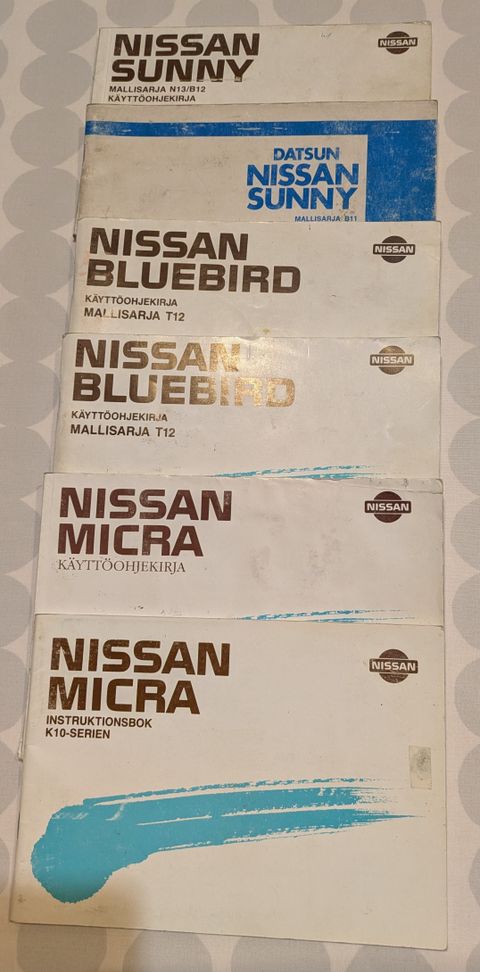 NISSAN
SUNNY
MALLISARJA N13/B12
KÄYTTÖOHJEKIRJA
NISSAN
DATSUN
NISSAN
SUNNY
MALLISARJA B11
NISSAN
BLUEBIRD
KÄYTTÖOHJEKIRJA
MALLISARJA T12
NISSAN
NISSAN
BLUEBIRD
KÄYTTÖOHJEKIRJA
MALLISARJA T12
NISSAN
NISSAN
MICRA
KÄYTTÖOHJEKIRJA
NISSAN
NISSAN
MICRA
INSTRUKTIONSBOK
K10-SERIEN
NISSAN